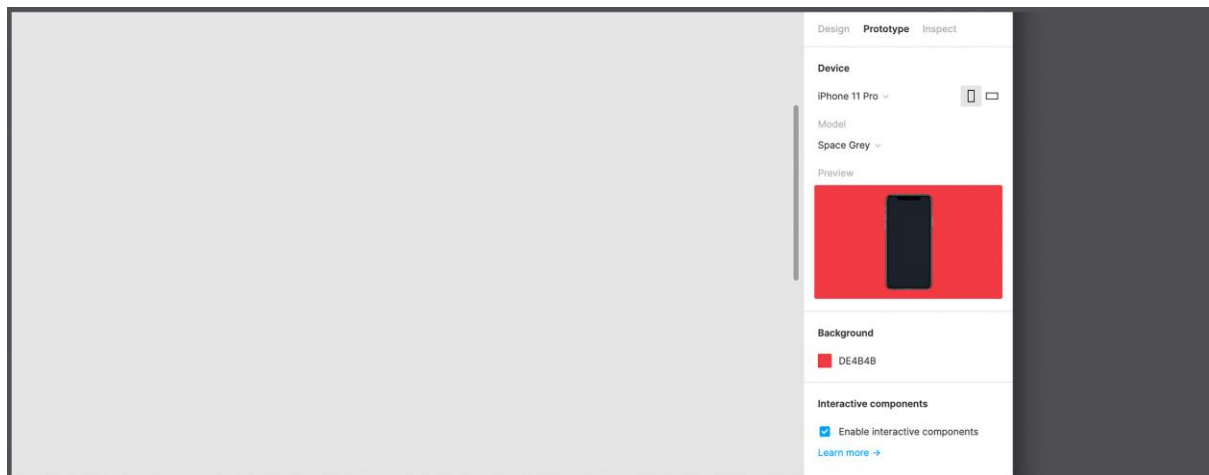 Design Prototype Inspect
Device
iPhone 11 Pro
Model
Space Grey
Preview
Background
DE4B4B
Interactive components
Enable interactive components
Learn more →